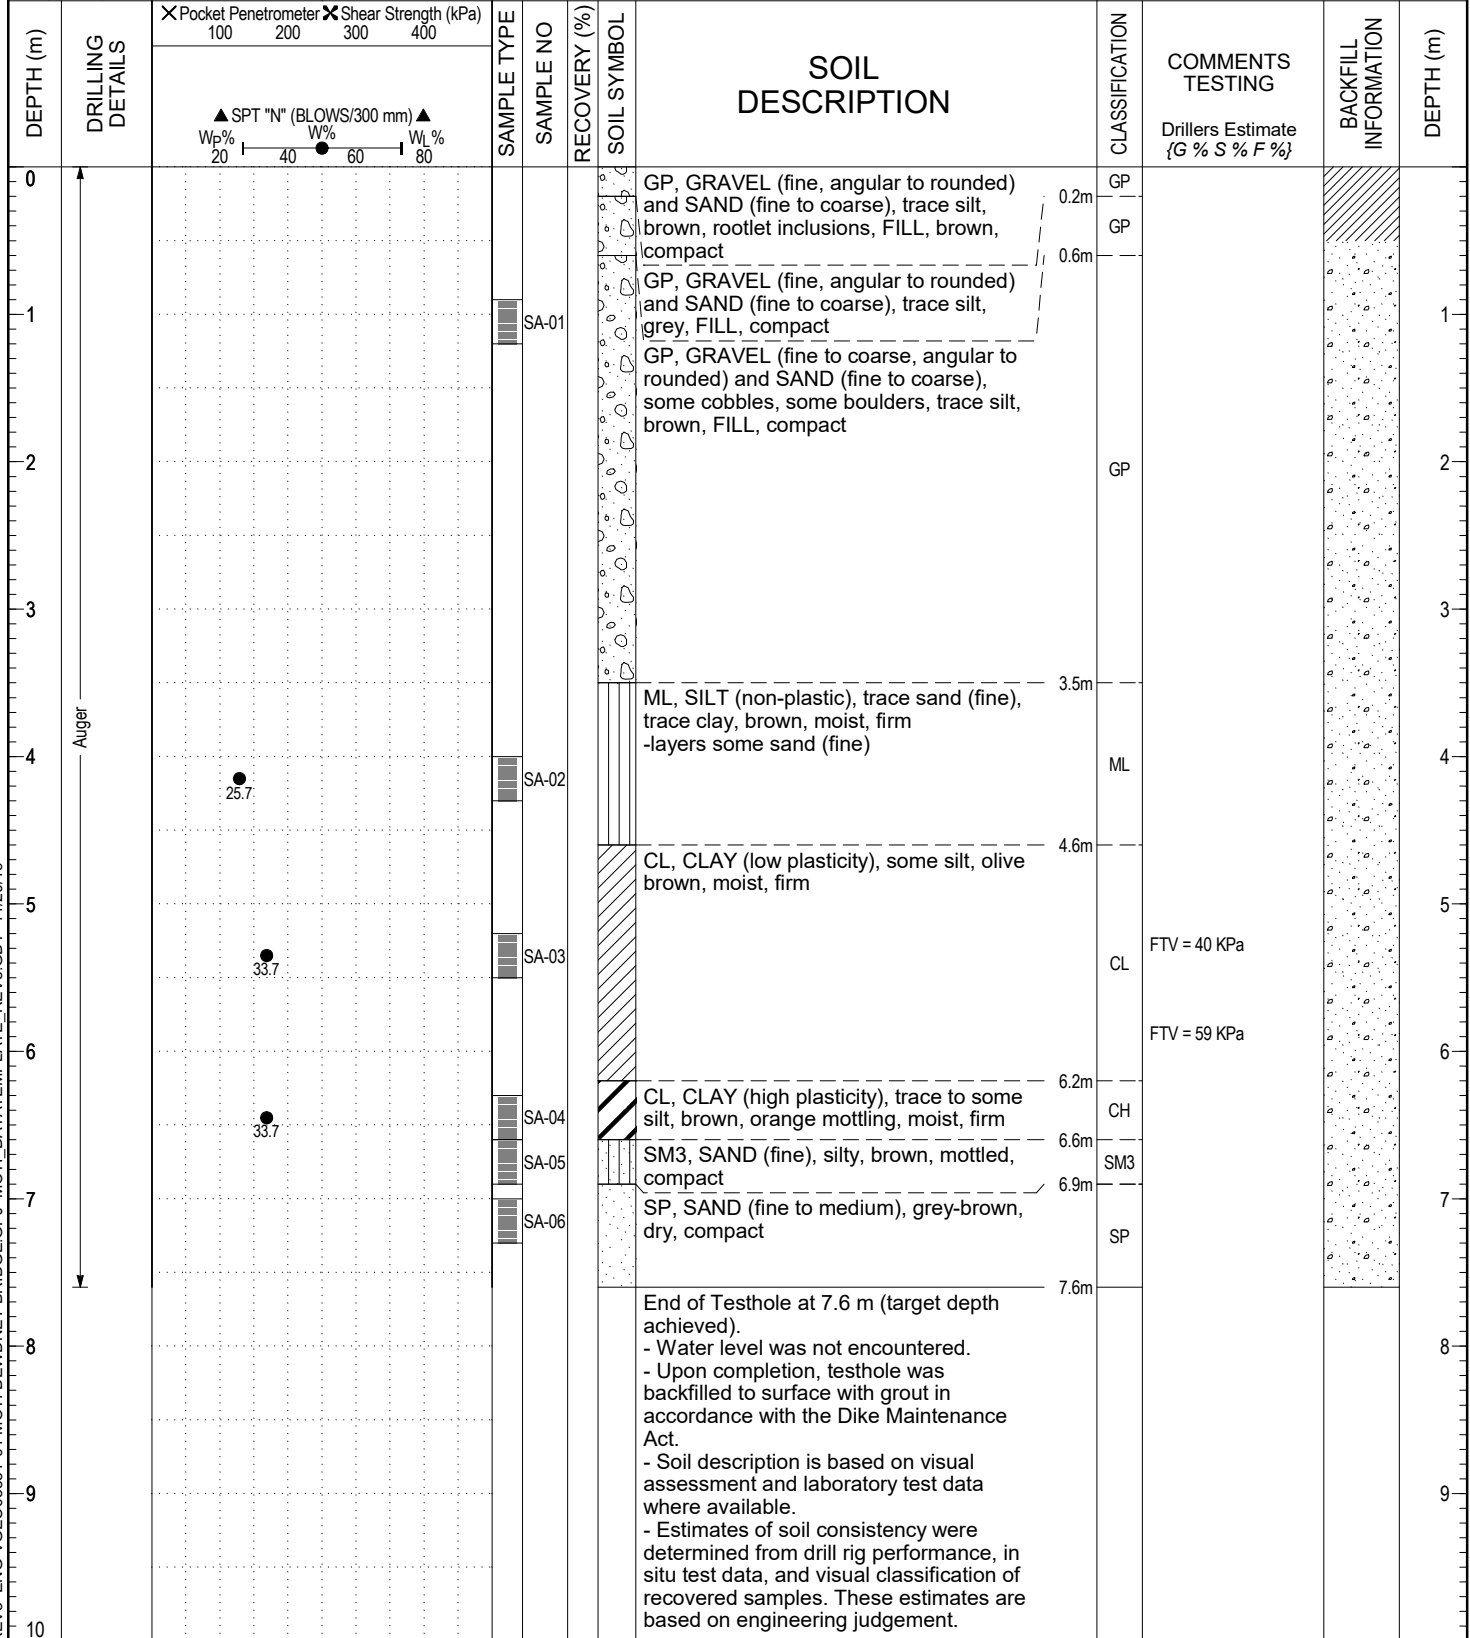 DEPTH (m)
DRILLING
DETAILS
Pocket Penetrometer Shear Strength (kPa)
100 200 300 400
▲ SPT "N" (BLOWS/300 mm) ▲
WP% W% WL%
20 40 60 80
SAMPLE TYPE
SAMPLE NO
RECOVERY (%)
SOIL SYMBOL
SOIL
DESCRIPTION
CLASSIFICATION
COMMENTS
TESTING
Drillers Estimate
{G % S % F %}
BACKFILL
INFORMATION
DEPTH (m)
0
1
2
3
4
5
6
7
8
9
10
Auger
25.7
33.7
33.7
SA-01
SA-02
SA-03
SA-04
SA-05
SA-06
GP, GRAVEL (fine, angular to rounded)
and SAND (fine to coarse), trace silt,
brown, rootlet inclusions, FILL, brown,
compact
GP, GRAVEL (fine, angular to rounded)
and SAND (fine to coarse), trace silt,
grey, FILL, compact
GP, GRAVEL (fine to coarse, angular to
rounded) and SAND (fine to coarse),
some cobbles, some boulders, trace silt,
brown, FILL, compact
ML, SILT (non-plastic), trace sand (fine),
trace clay, brown, moist, firm
-layers some sand (fine)
CL, CLAY (low plasticity), some silt, olive
brown, moist, firm
CL, CLAY (high plasticity), trace to some
silt, brown, orange mottling, moist, firm
SM3, SAND (fine), silty, brown, mottled,
compact
SP, SAND (fine to medium), grey-brown,
dry, compact
End of Testhole at 7.6 m (target depth
achieved).
- Water level was not encountered.
- Upon completion, testhole was
backfilled to surface with grout in
accordance with the Dike Maintenance
Act.
- Soil description is based on visual
assessment and laboratory test data
where available.
- Estimates of soil consistency were
determined from drill rig performance, in
situ test data, and visual classification of
recovered samples. These estimates are
based on engineering judgement.
0.2m
0.6m
3.5m
4.6m
6.2m
6.6m
6.9m
7.6m
GP
GP
GP
ML
CL
CH
SM3
SP
FTV = 40 KPa
FTV = 59 KPa
1
2
3
4
5
6
7
8
9